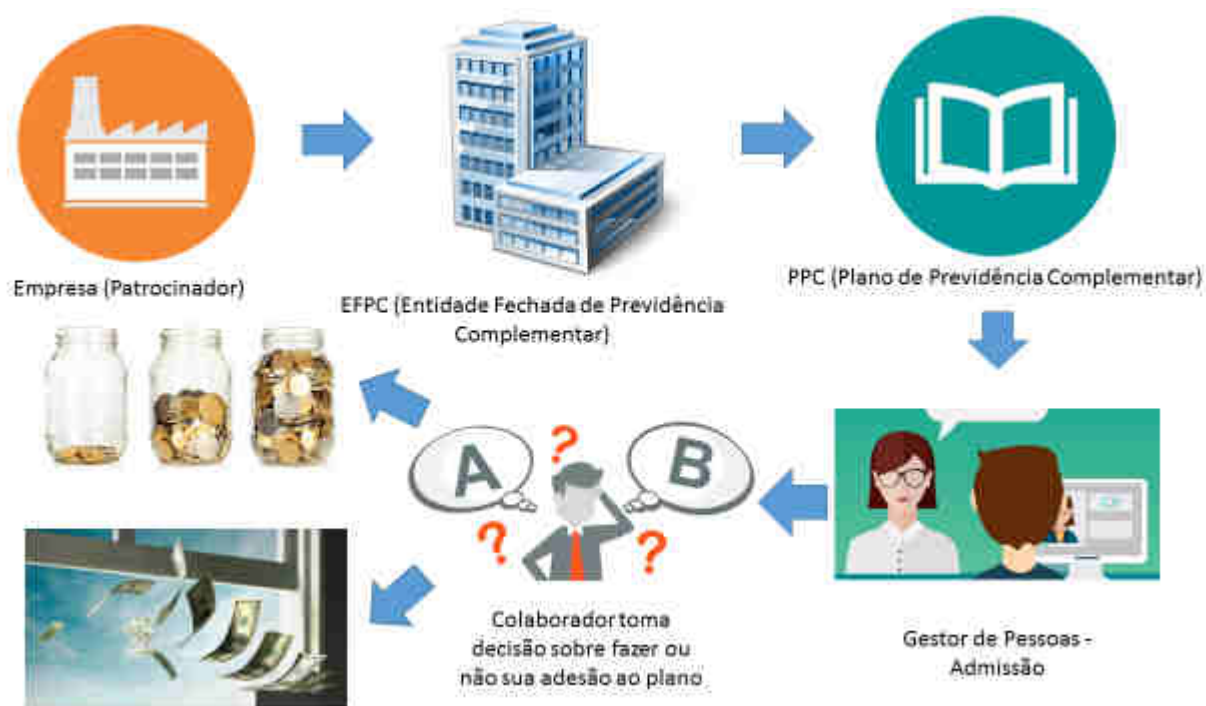 Empresa (Patrocinador)
EFPC (Entidade Fechada de Previdência
Complementar)
PPC (Plano de Previdência Complementar)
A
B
?
?
?
Colaborador toma
decisão sobre fazer ou
não sua adesão ao plano
Gestor de Pessoas -
Admissão